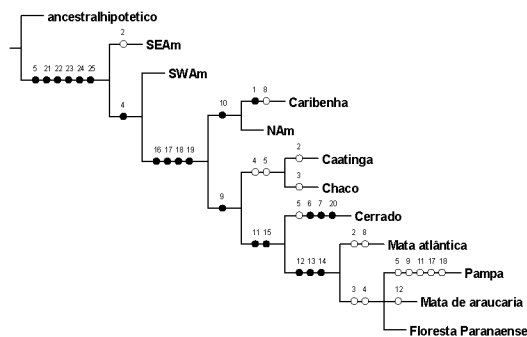 ancestralhipotetico
2
SEAm
5 21 22 23 24 25
SWAm
4
1 8
10
Caribenha
16 17 18 19
NAm
2
4 5
Caatinga
3
Chaco
9
5 6 7 20
Cerrado
11 15
2 8
Mata atlântica
12 13 14
5 9 11 17 18
Pampa
3 4
12
Mata de araucaria
Floresta Paranaense